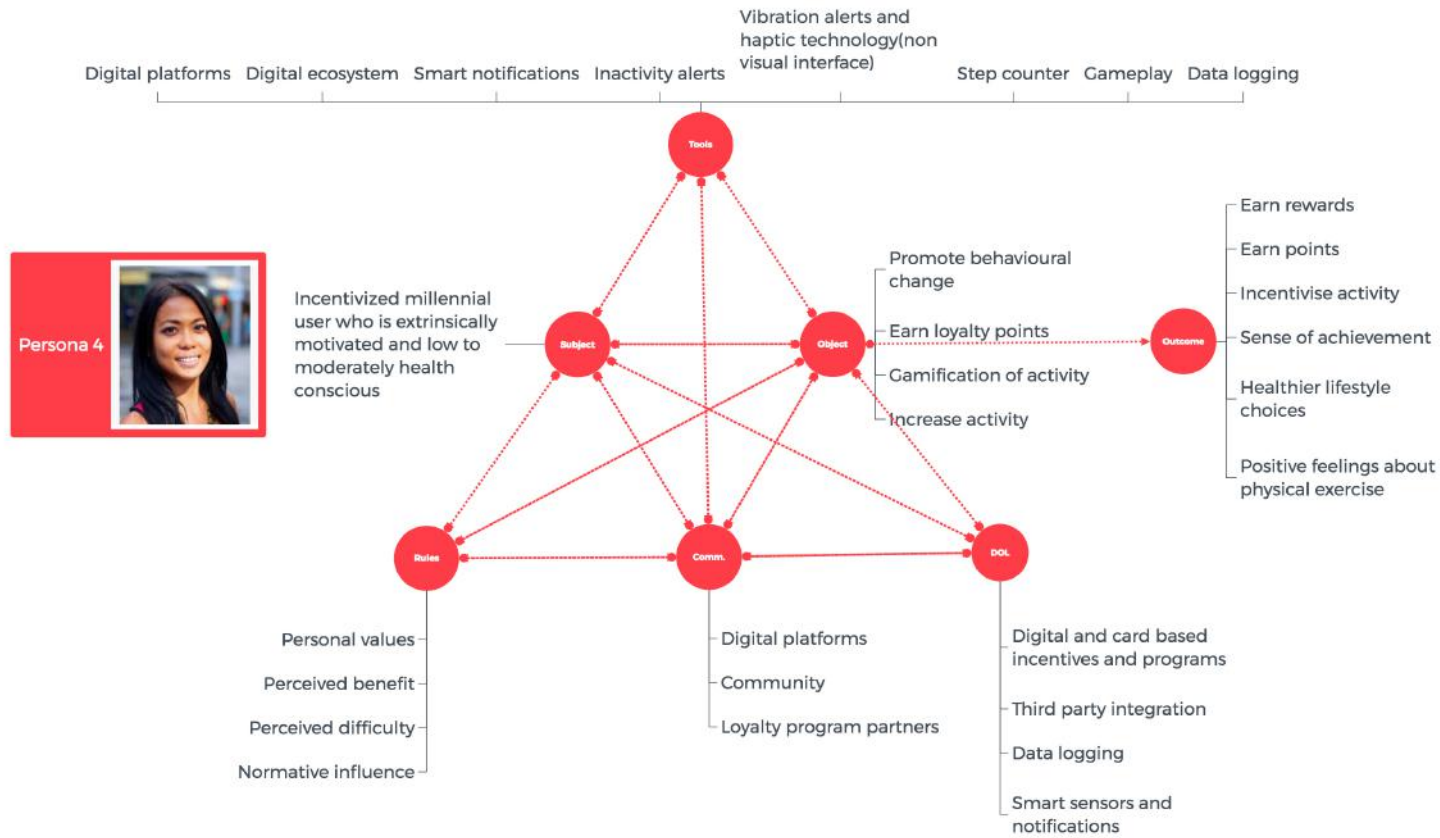 Vibration alerts and
haptic technology(non
visual interface)
Digital platforms
Digital ecosystem
Smart notifications
Inactivity alerts
Step counter
Gameplay
Data logging
Tools
Persona 4
Incentivized millennial
user who is extrinsically
motivated and low to
moderately health
conscious
Subject
Object
Promote behavioural
change
Earn loyalty points
Gamification of activity
Increase activity
Outcome
Earn rewards
Earn points
Incentivise activity
Sense of achievement
Healthier lifestyle
choices
Positive feelings about
physical exercise
Rules
Personal values
Perceived benefit
Perceived difficulty
Normative influence
Comm.
Digital platforms
Community
Loyalty program partners
DOL
Digital and card based
incentives and programs
Third party integration
Data logging
Smart sensors and
notifications